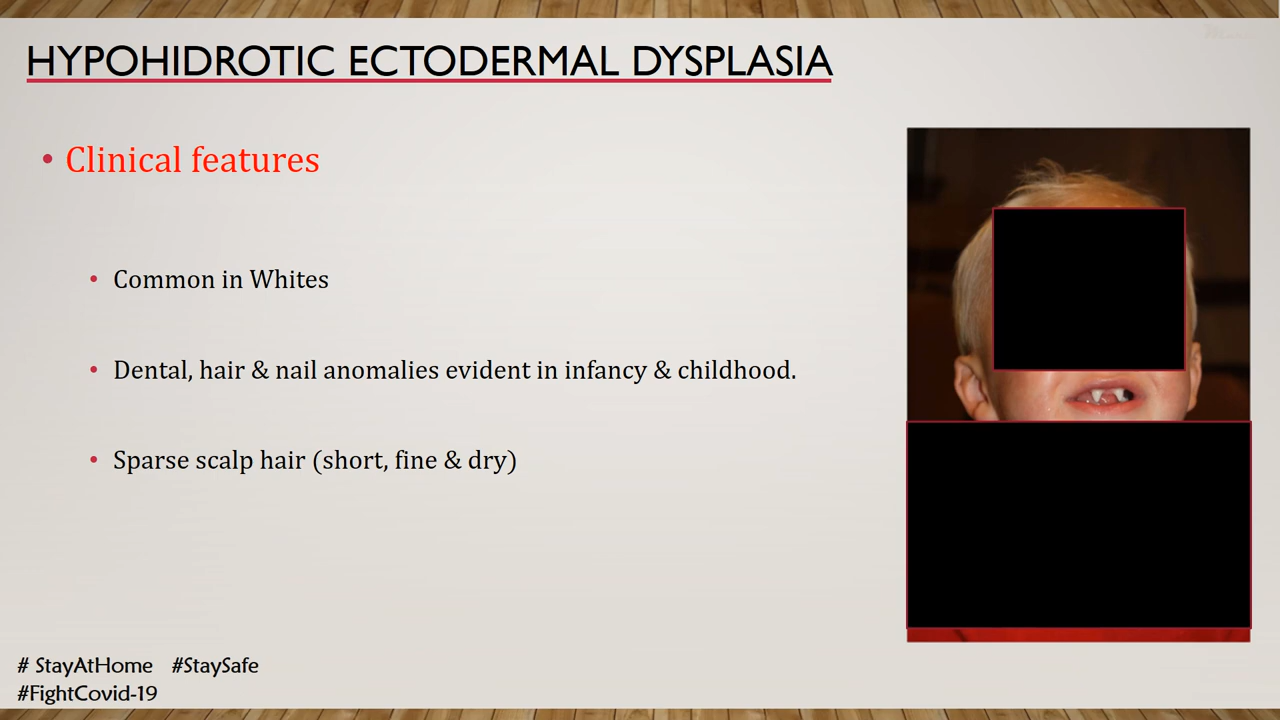 HYPOHIDROTIC ECTODERMAL DYSPLASIA
• Clinical features
• Common in Whites
• Dental, hair & nail anomalies evident in infancy & childhood.
• Sparse scalp hair (short, fine & dry)
# StayAtHome #StaySafe
#FightCovid-19